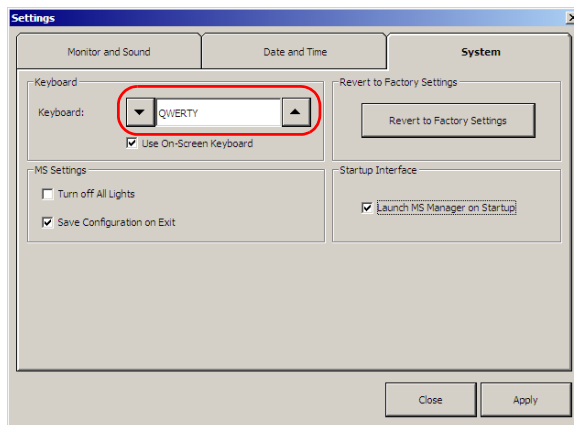 Settings
Monitor and Sound
Date and Time
System
Keyboard
Keyboard:
QWERTY
Use On-Screen Keyboard
Revert to Factory Settings
Revert to Factory Settings
MS Settings
Turn off All Lights
Save Configuration on Exit
Startup Interface
Launch MS Manager on Startup
Close
Apply